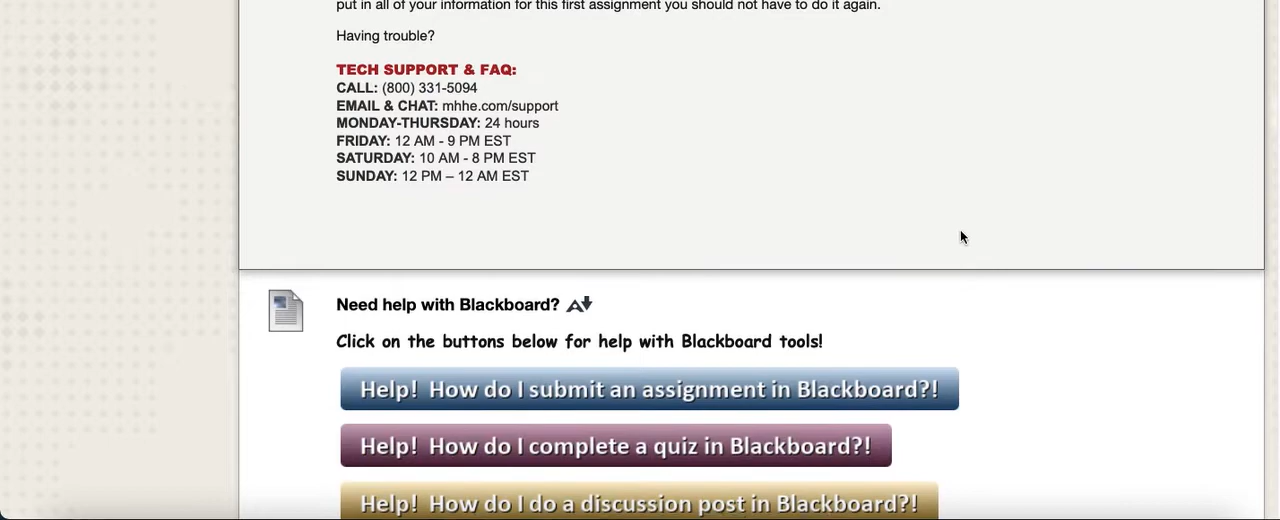 put in all of your information for this first assignment you should not have to do it again.
Having trouble?
TECH SUPPORT & FAQ:
CALL: (800) 331-5094
EMAIL & CHAT: mhhe.com/support
MONDAY-THURSDAY: 24 hours
FRIDAY: 12 AM - 9 PM EST
SATURDAY: 10 AM - 8 PM EST
SUNDAY: 12 PM – 12 AM EST
Need help with Blackboard?
Click on the buttons below for help with Blackboard tools!
Help! How do I submit an assignment in Blackboard?!
Help! How do I complete a quiz in Blackboard?!
Help! How do I do a discussion post in Blackboard?!